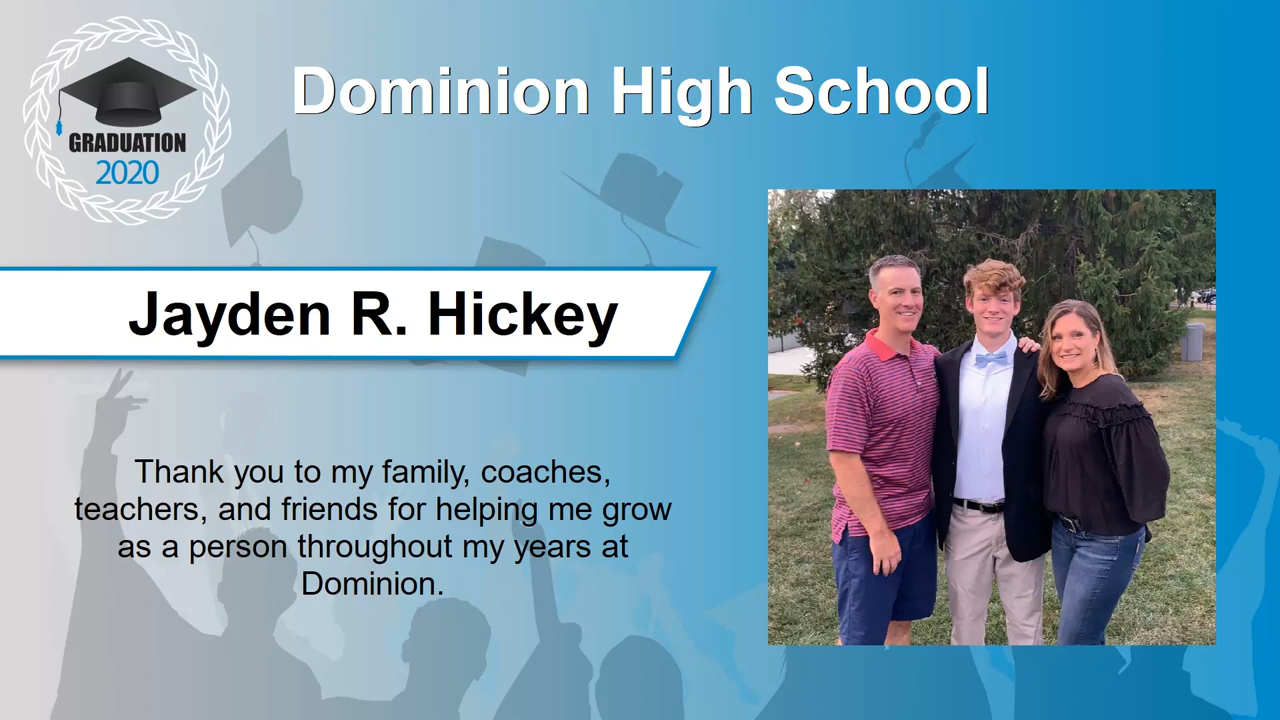 GRADUATION
2020
Dominion High School
Jayden R. Hickey
Thank you to my family, coaches,
teachers, and friends for helping me grow
as a person throughout my years at
Dominion.